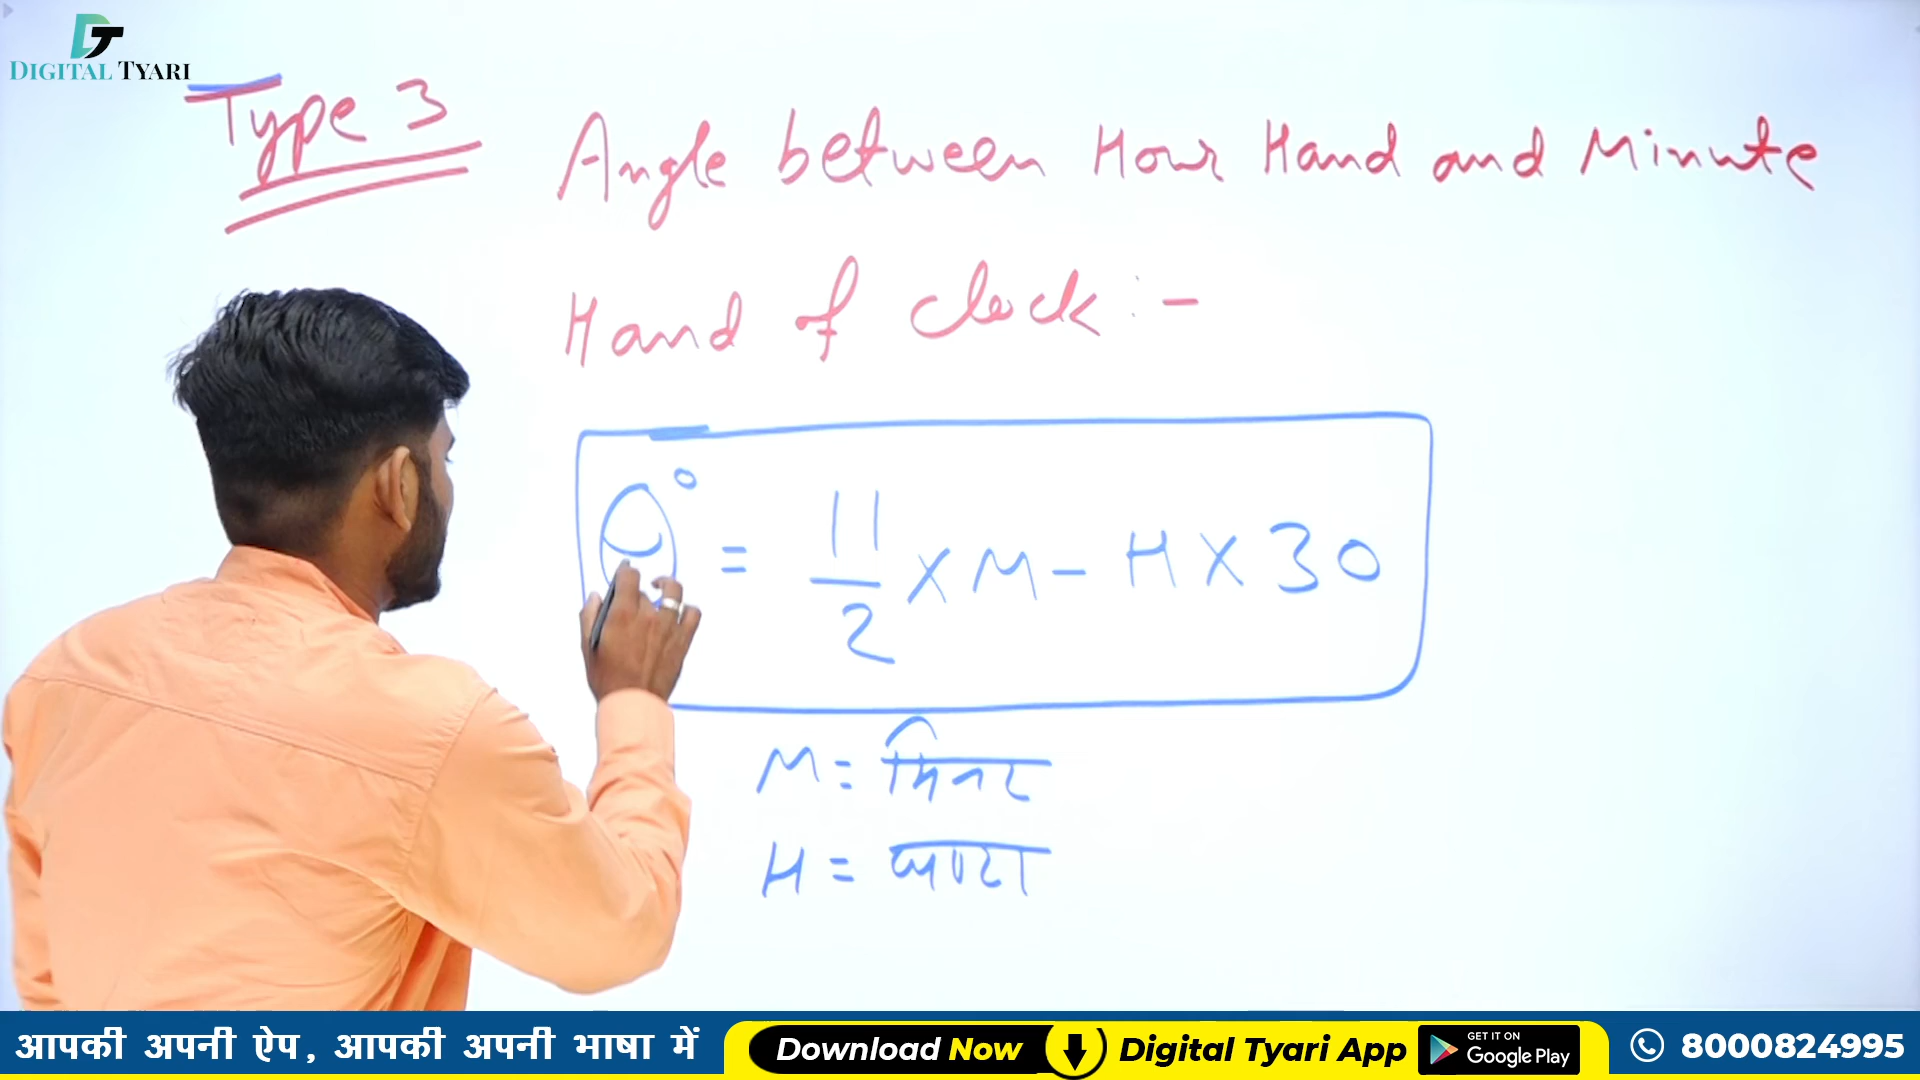 DIGITAL TYARI
Type 3
Angle between Hour Hand and Minute
Hand of clock:-
θ° = 11/2 × M - H × 30
M = मिनट
H = घण्टा
आपकी अपनी ऐप, आपकी अपनी भाषा में
Download Now
Digital Tyari App
GET IT ON
Google Play
8000824995